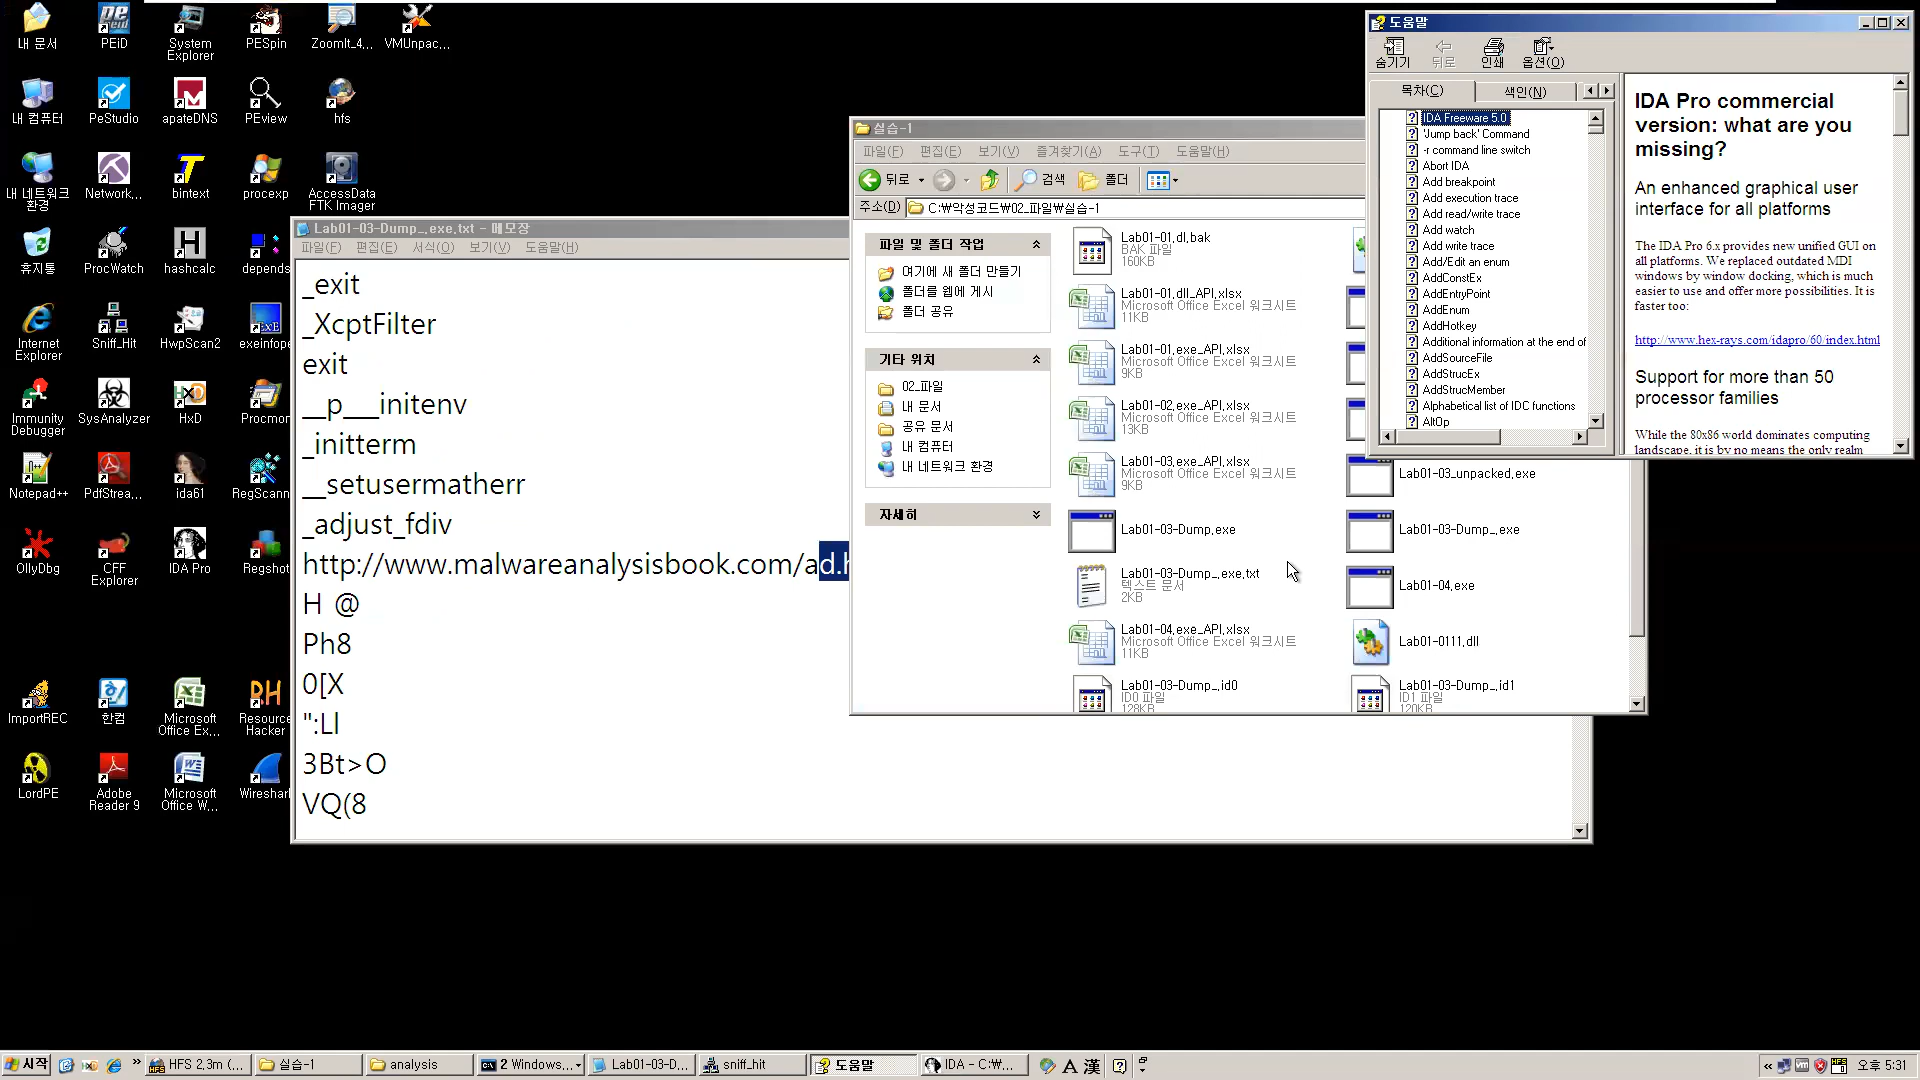 내 문서
PEiD
System
Explorer
PESpin
ZoomIt_4...
VMUnpac...
내 컴퓨터
PeStudio
apateDNS
PEview
hfs
내 네트워크
환경
Network...
bintext
procexp
AccessData
FTK Imager
휴지통
ProcWatch
hashcalc
depends
Internet
Explorer
Sniff_Hit
HwpScan2
exeinfope
Immunity
Debugger
SysAnalyzer
HxD
Procmon
Notepad++
PdfStrea...
ida61
RegScann
OllyDbg
CFF
Explorer
IDA Pro
Regshot
ImportREC
한컴
Microsoft
Office Ex...
Resource
Hacker
LordPE
Adobe
Reader 9
Microsoft
Office W...
Wireshark
Lab01-03-Dump_.exe.txt - 메모장
파일(F) 편집(E) 서식(O) 보기(V) 도움말(H)
_exit
_XcptFilter
exit
__p___initenv
_initterm
__setusermatherr
_adjust_fdiv
http://www.malwareanalysisbook.com/ad.h
H @
Ph8
0[X
":Ll
3Bt>O
VQ(8
실습-1
파일(F) 편집(E) 보기(V) 즐겨찾기(A) 도구(T) 도움말(H)
뒤로 검색 폴더
주소(D) C:₩악성코드₩02_파일₩실습-1
파일 및 폴더 작업
여기에 새 폴더 만들기
폴더를 웹에 게시
폴더 공유
기타 위치
02_파일
내 문서
공유 문서
내 컴퓨터
내 네트워크 환경
자세히
Lab01-01.dl.bak
BAK 파일
160KB
Lab01-01.dll_API.xlsx
Microsoft Office Excel 워크시트
11KB
Lab01-01.exe_API.xlsx
Microsoft Office Excel 워크시트
9KB
Lab01-02.exe_API.xlsx
Microsoft Office Excel 워크시트
13KB
Lab01-03.exe_API.xlsx
Microsoft Office Excel 워크시트
9KB
Lab01-03_unpacked.exe
Lab01-03-Dump.exe
Lab01-03-Dump_.exe
Lab01-03-Dump_.exe.txt
텍스트 문서
2KB
Lab01-04.exe
Lab01-04.exe_API.xlsx
Microsoft Office Excel 워크시트
11KB
Lab01-0111.dll
Lab01-03-Dump_.id0
ID0 파일
128KB
Lab01-03-Dump_.id1
ID1 파일
120KB
도움말
숨기기 뒤로 인쇄 옵션(O)
목차(C) 색인(N)
IDA Freeware 5.0
'Jump back' Command
-r command line switch
Abort IDA
Add breakpoint
Add execution trace
Add read/write trace
Add watch
Add write trace
Add/Edit an enum
AddConstEx
AddEntryPoint
AddEnum
AddHotkey
Additional information at the end of
AddSourceFile
AddStrucEx
AddStrucMember
Alphabetical list of IDC functions
AltOp
IDA Pro commercial
version: what are you
missing?
An enhanced graphical user
interface for all platforms
The IDA Pro 6.x provides new unified GUI on
all platforms. We replaced outdated MDI
windows by window docking, which is much
easier to use and offer more possibilities. It is
faster too:
http://www.hex-rays.com/idapro/60/index.html
Support for more than 50
processor families
While the 80x86 world dominates computing
landscape, it is by no means the only realm
시작 » HFS 2.3m (... 실습-1 analysis 2 Windows... Lab01-03-D... sniff_hit 도움말 IDA - C:₩... A 漢 « 오후 5:31